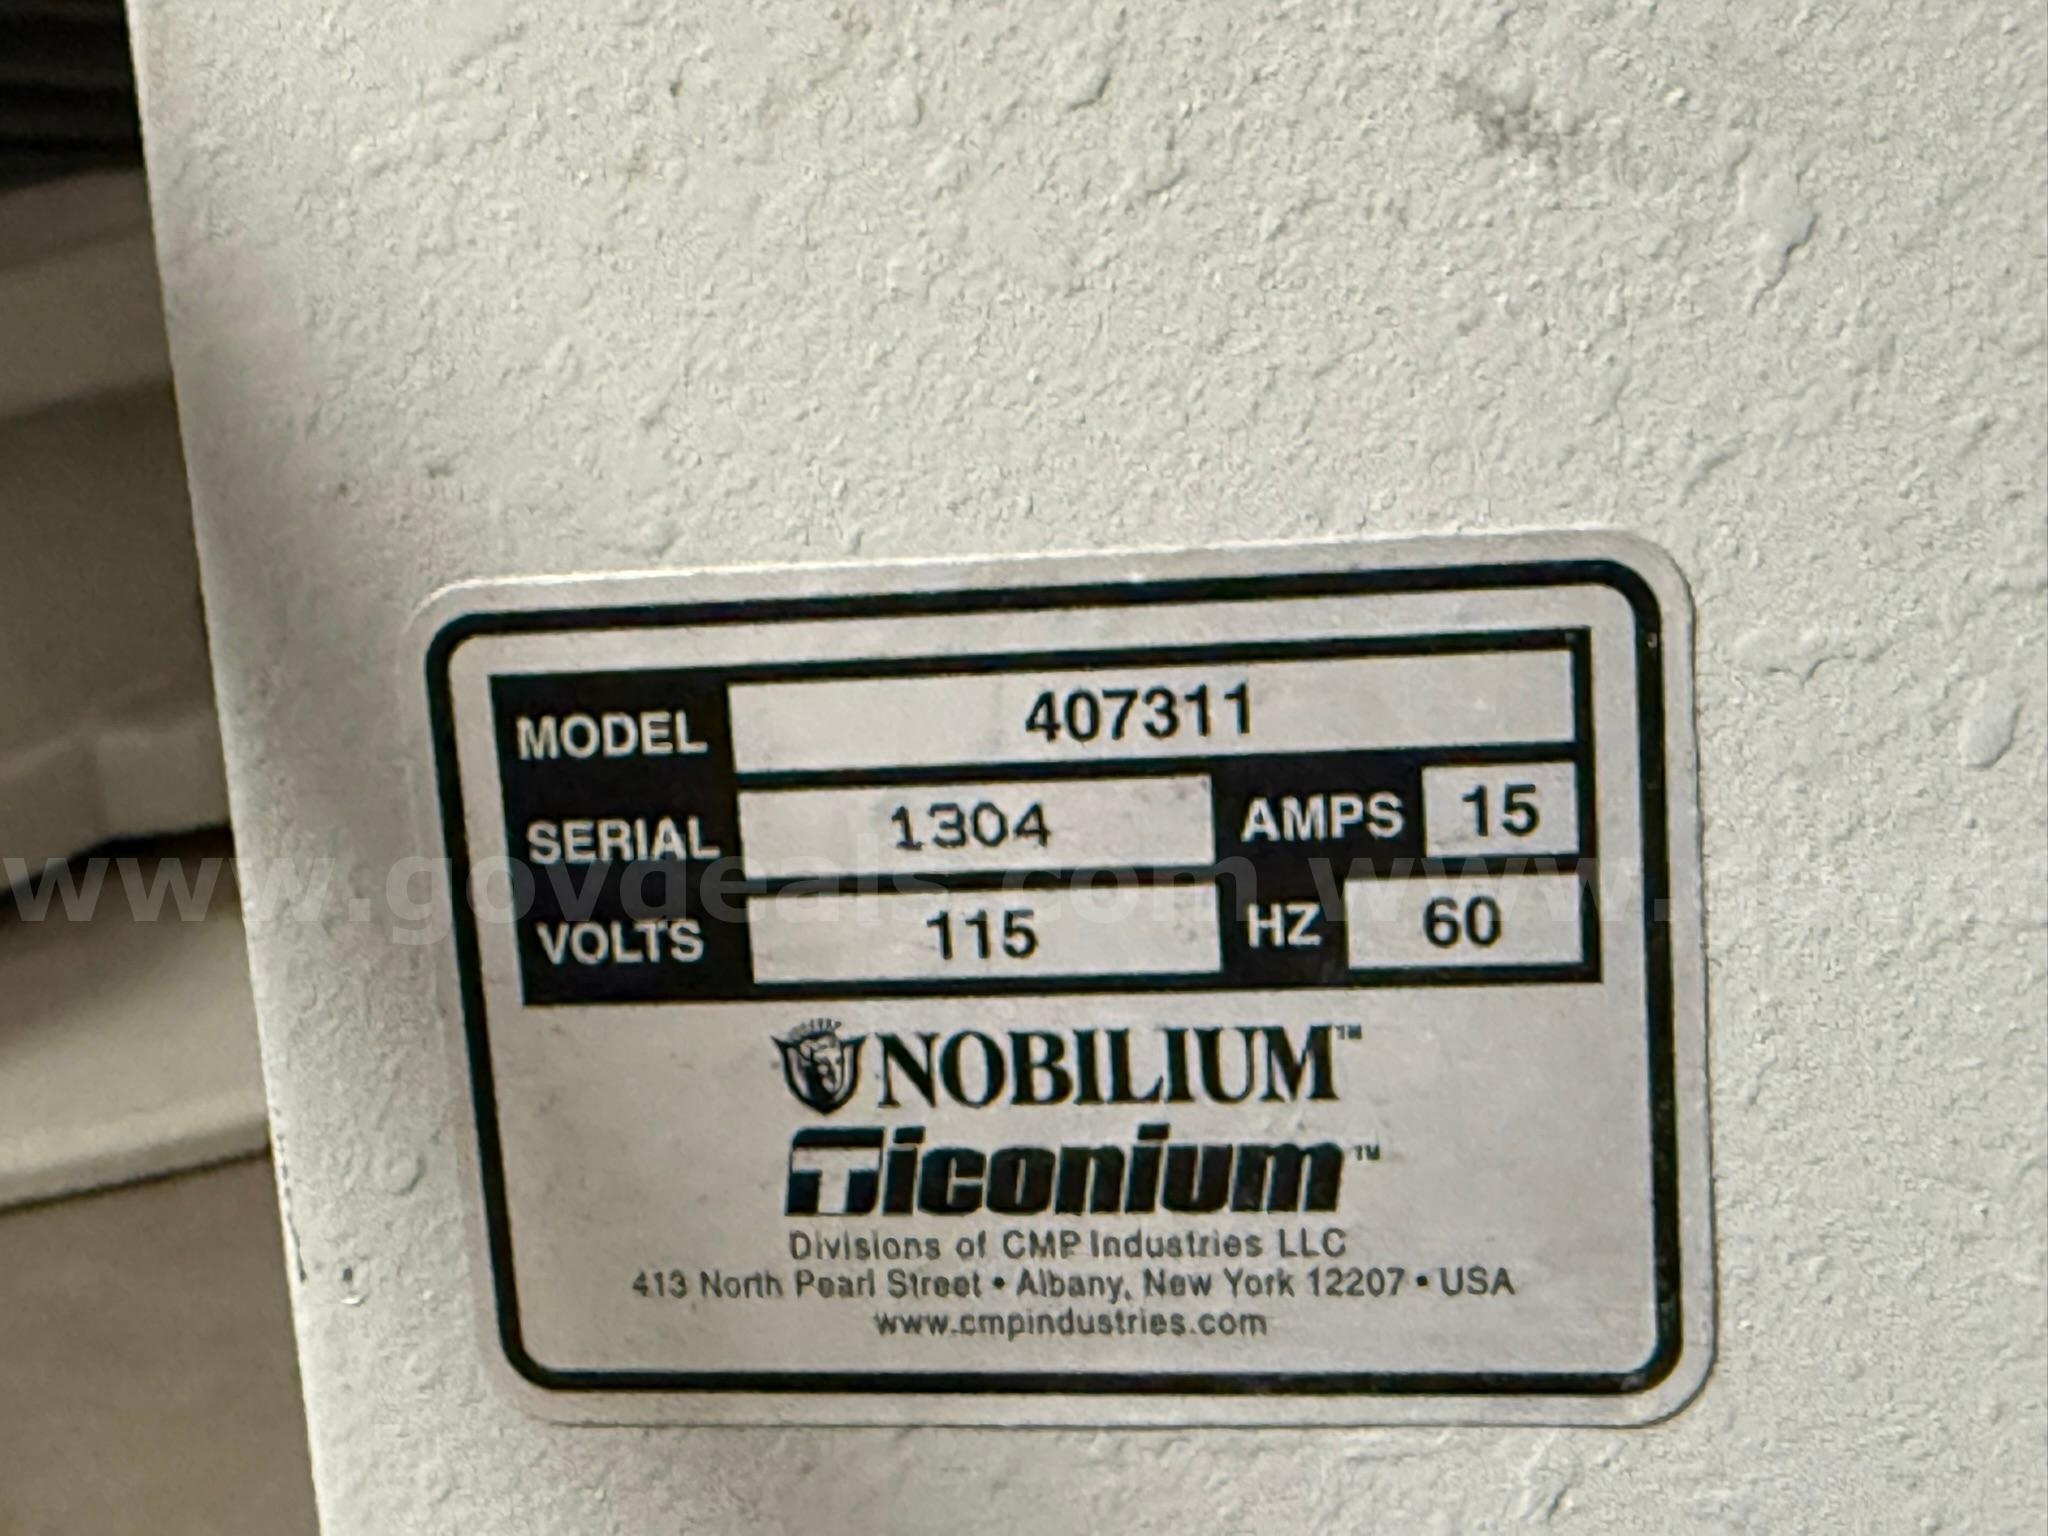 MODEL 407311
SERIAL 1304 AMPS 15
www.govdeals.com www.
VOLTS 115 HZ 60
NOBILIUM™
Ticonium™
Divisions of CMP Industries LLC
413 North Pearl Street • Albany, New York 12207 • USA
www.cmpindustries.com